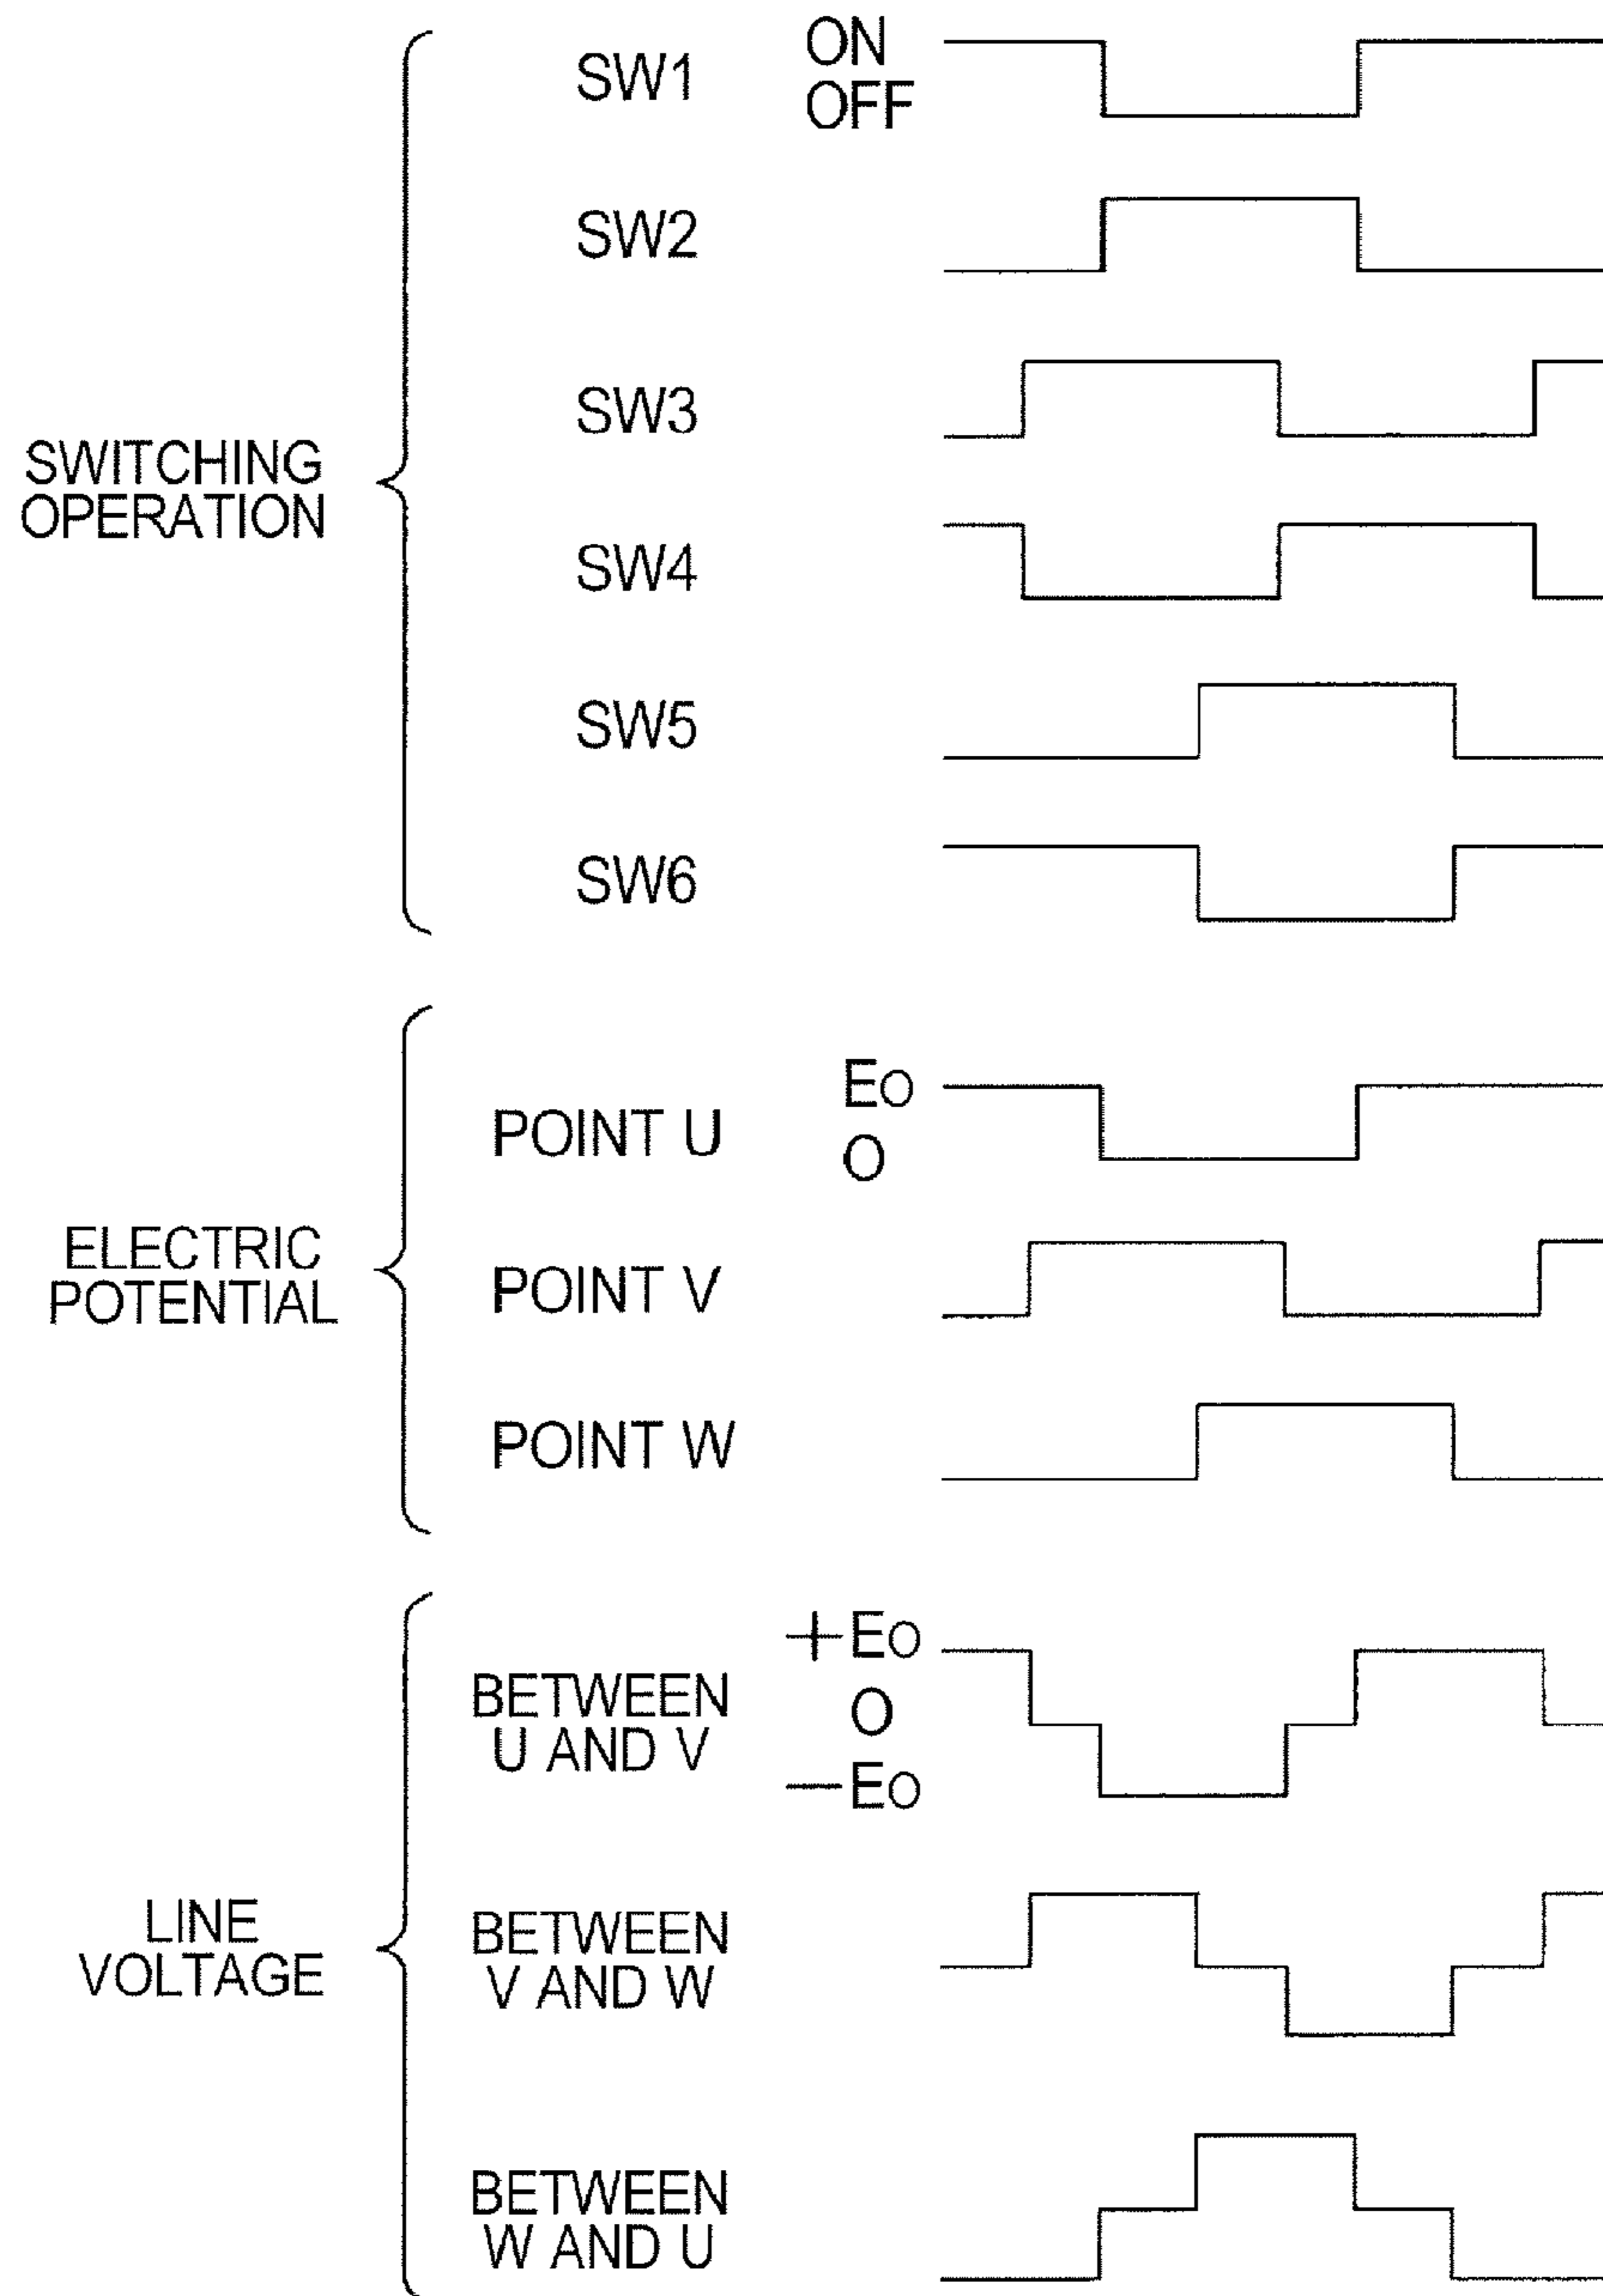 SWITCHING
OPERATION
SW1
ON
OFF
SW2
SW3
SW4
SW5
SW6
ELECTRIC
POTENTIAL
POINT U
EO
O
POINT V
POINT W
LINE
VOLTAGE
BETWEEN
U AND V
+EO
O
−EO
BETWEEN
V AND W
BETWEEN
W AND U